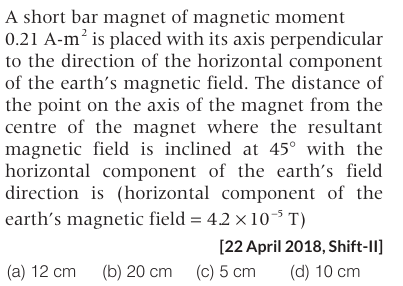 A short bar magnet of magnetic moment
0.21 A-m² is placed with its axis perpendicular
to the direction of the horizontal component
of the earth's magnetic field. The distance of
the point on the axis of the magnet from the
centre of the magnet where the resultant
magnetic field is inclined at 45° with the
horizontal component of the earth's field
direction is (horizontal component of the
earth's magnetic field = 4.2 × 10⁻⁵ T)
[22 April 2018, Shift-II]
(a) 12 cm (b) 20 cm (c) 5 cm (d) 10 cm